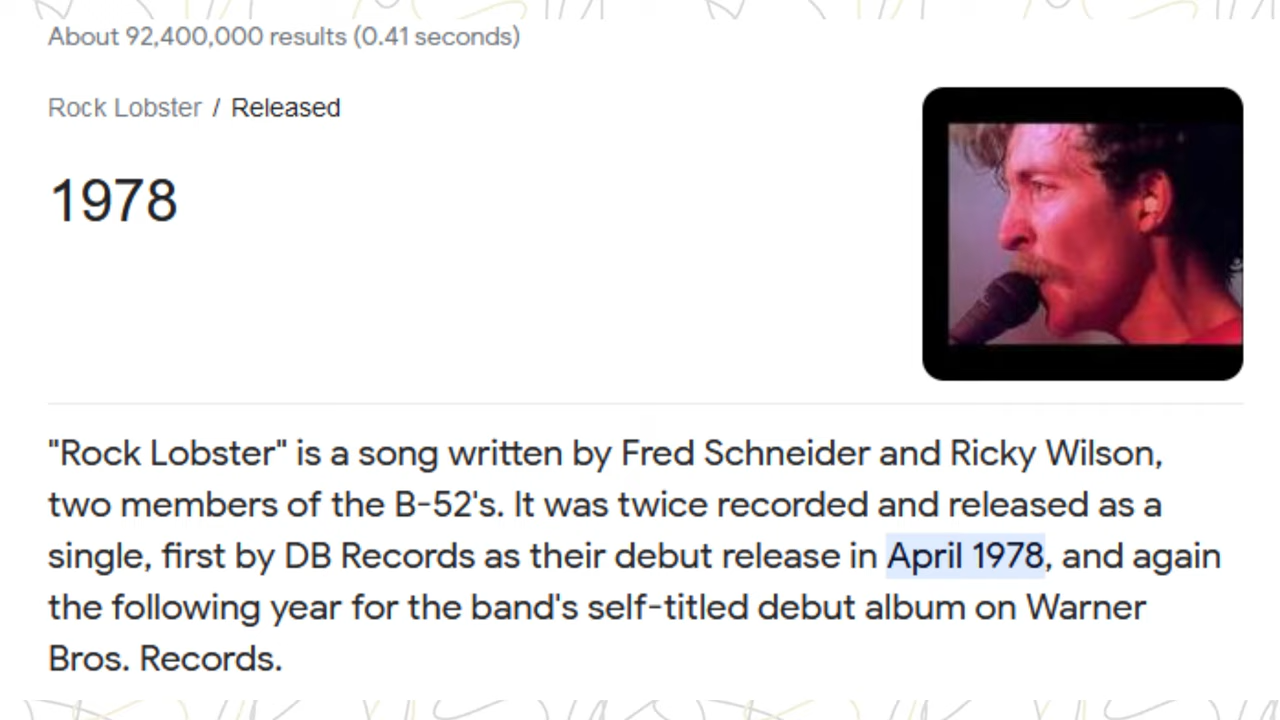 About 92,400,000 results (0.41 seconds)
Rock Lobster / Released
1978
"Rock Lobster" is a song written by Fred Schneider and Ricky Wilson,
two members of the B-52's. It was twice recorded and released as a
single, first by DB Records as their debut release in April 1978, and again
the following year for the band's self-titled debut album on Warner
Bros. Records.